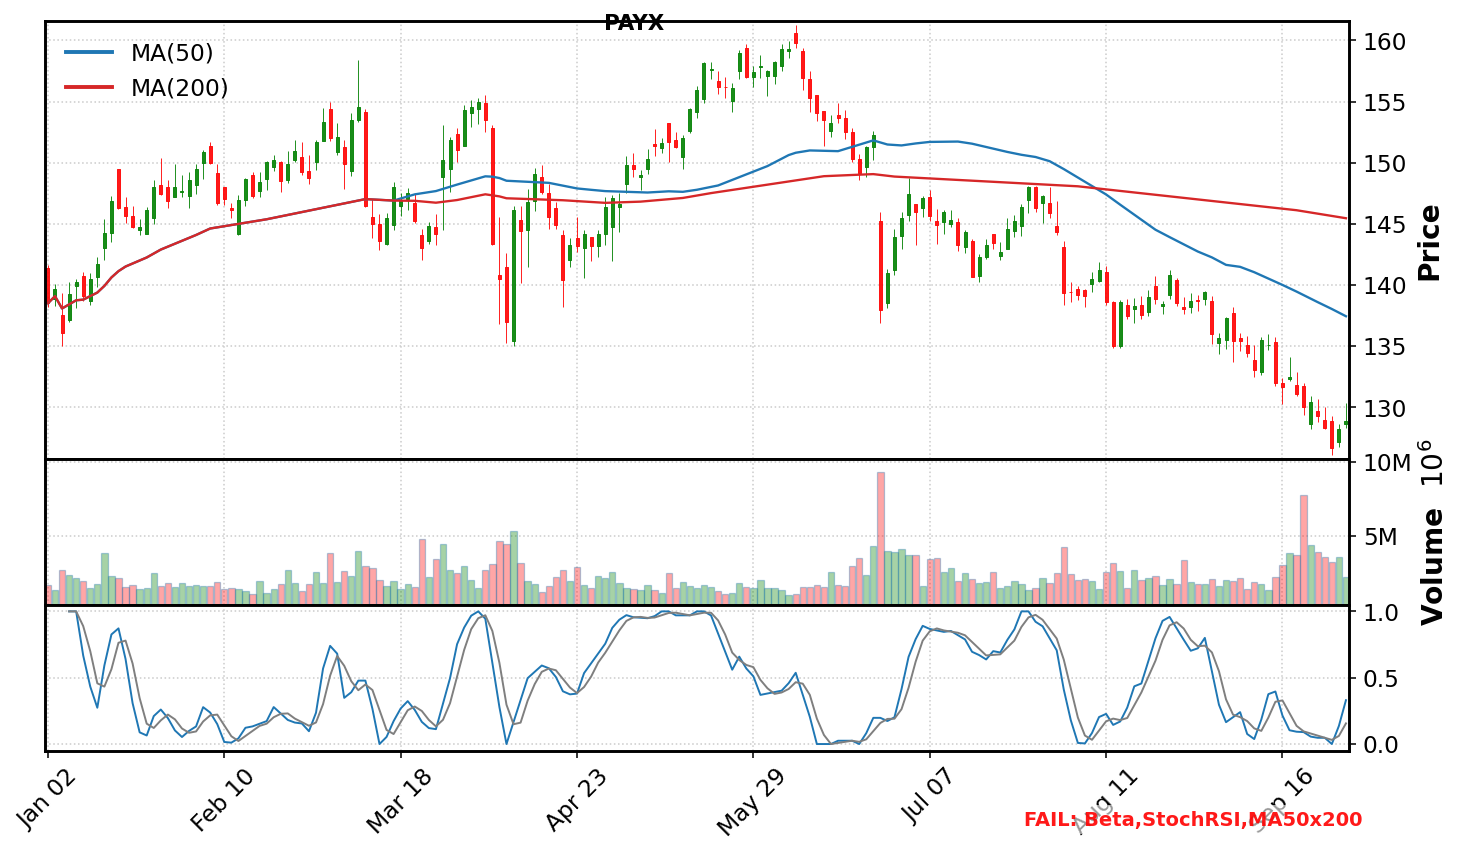 PAYX
MA(50)
MA(200)
160
155
150
145
140
135
130
Price
10M
5M
Volume 10^6
1.0
0.5
0.0
Jan 02
Feb 10
Mar 18
Apr 23
May 29
Jul 07
Aug 11
Sep 16
FAIL: Beta,StochRSI,MA50x200